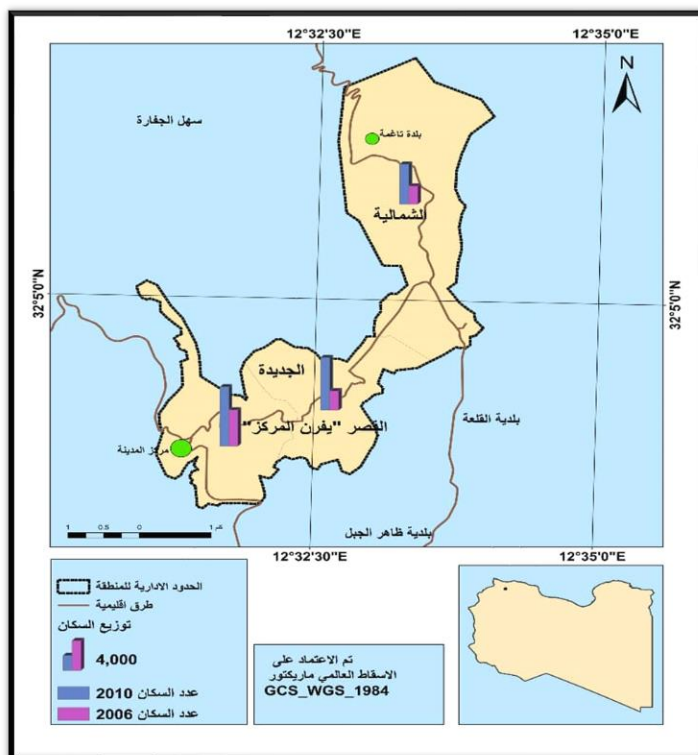 12°32'30"E
12°35'0"E
N
سهل الجفارة
بلدة تاغمة
الشمالية
32°5'0"N
32°5'0"N
الجديدة
القصر "يفرن المركز"
بلدية القلعة
مركز المدينة
1 0.5 0 1 كم
بلدية ظاهر الجبل
12°32'30"E
12°35'0"E
الحدود الادارية للمنطقة
طرق اقليمية
توزيع السكان
4,000
عدد السكان 2010
عدد السكان 2006
تم الاعتماد على
الاسقاط العالمي ماريكتور
GCS_WGS_1984